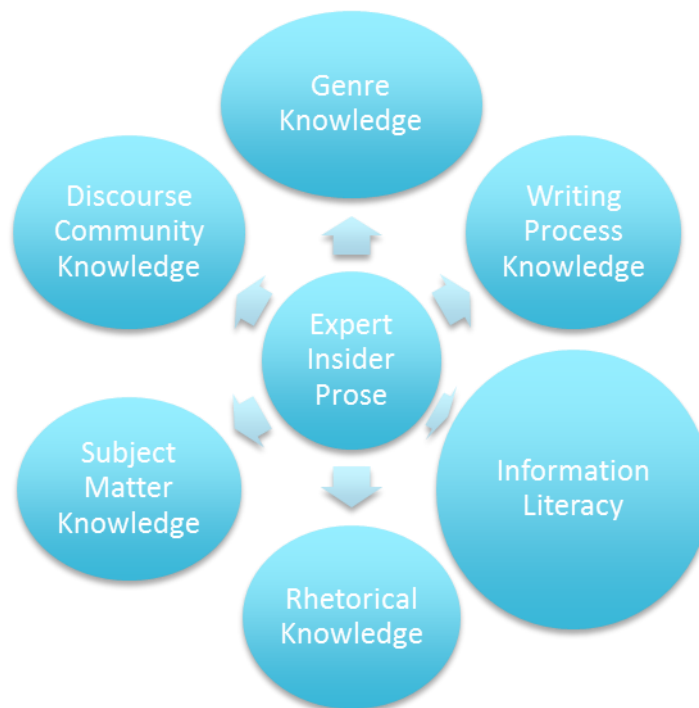 Genre
Knowledge
Discourse
Community
Knowledge
Writing
Process
Knowledge
Expert
Insider
Prose
Subject
Matter
Knowledge
Information
Literacy
Rhetorical
Knowledge